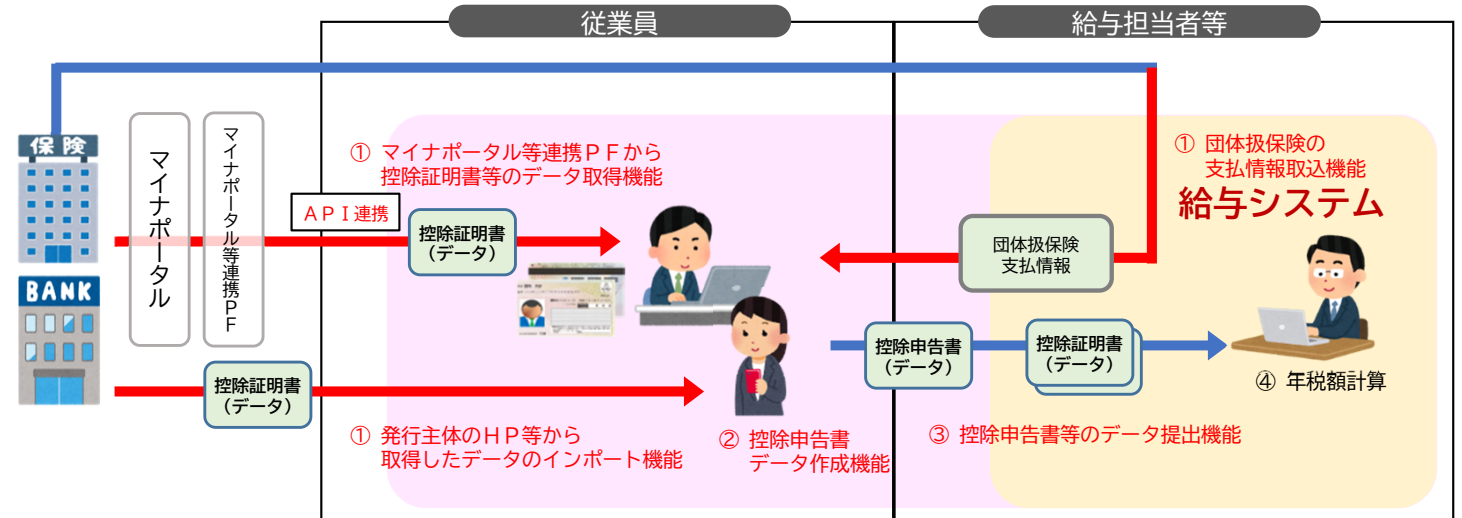 従業員
給与担当者等
保険
BANK
マイナポータル
マイナポータル等連携PF
① マイナポータル等連携PFから
控除証明書等のデータ取得機能
API連携
控除証明書
(データ)
① 団体扱保険の
支払情報取込機能
給与システム
団体扱保険
支払情報
控除証明書
(データ)
控除申告書
(データ)
控除証明書
(データ)
④ 年税額計算
① 発行主体のHP等から
取得したデータのインポート機能
② 控除申告書
データ作成機能
③ 控除申告書等のデータ提出機能